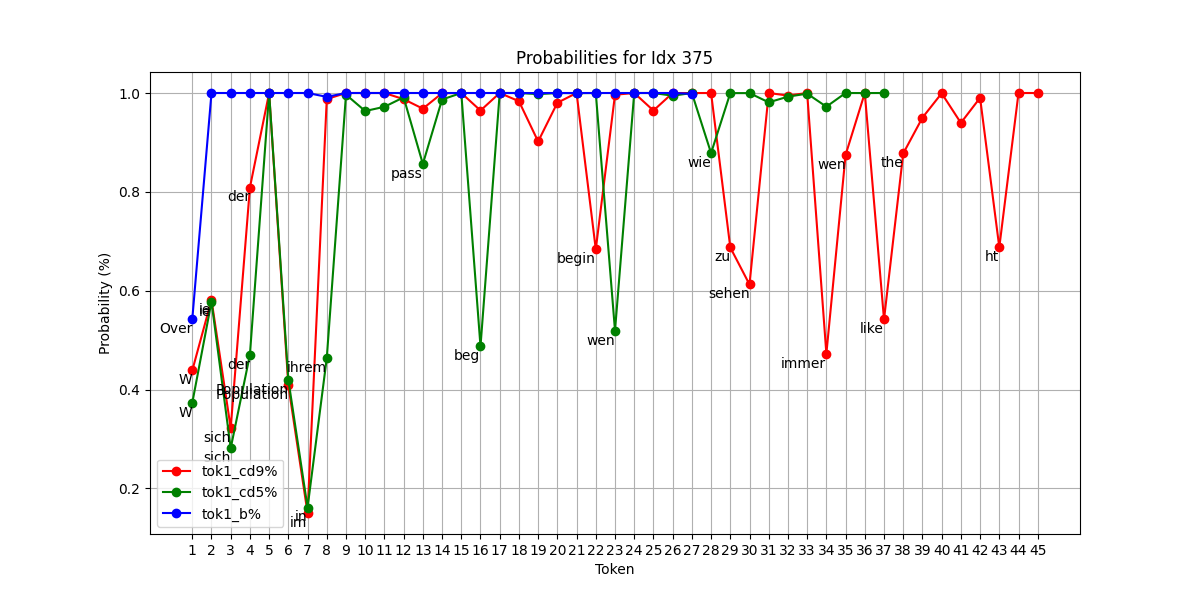 Probabilities for Idx 375
Probability (%)
1.0
0.8
0.6
0.4
0.2
Over
W
W
ie
sich
sich
der
der
Population
Population
in
im
ihrem
pass
beg
begin
wen
wie
zu
sehen
immer
wen
like
the
ht
tok1_cd9%
tok1_cd5%
tok1_b%
1 2 3 4 5 6 7 8 9 10 11 12 13 14 15 16 17 18 19 20 21 22 23 24 25 26 27 28 29 30 31 32 33 34 35 36 37 38 39 40 41 42 43 44 45
Token